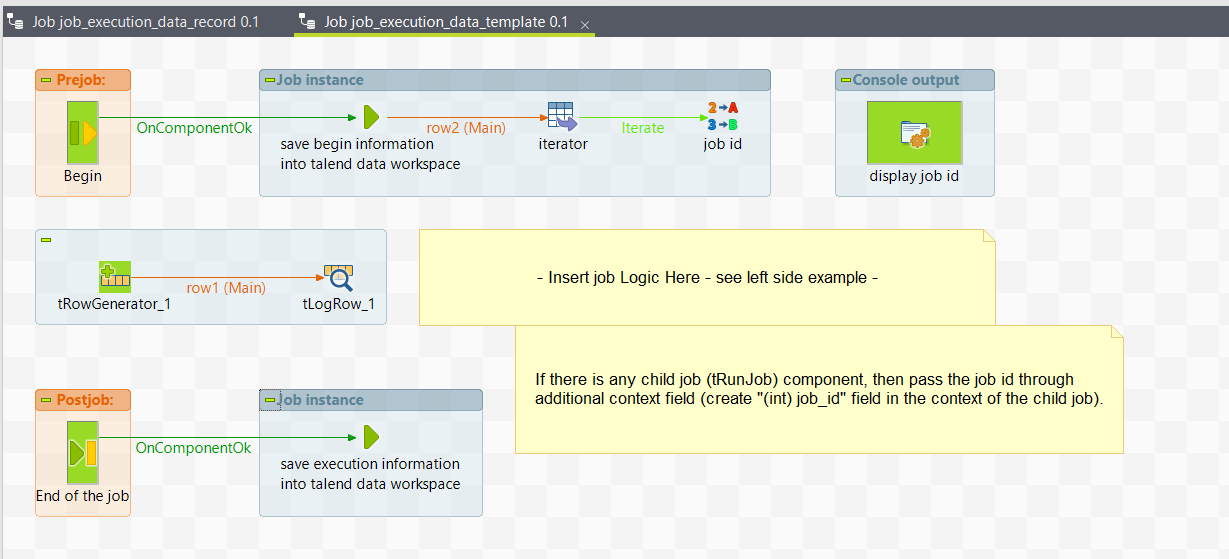 Job job_execution_data_record 0.1
Job job_execution_data_template 0.1
Prejob:
Job instance
Console output
OnComponentOk
row2 (Main)
Iterate
Begin
save begin information
into talend data workspace
iterator
2 A
3 B
job id
display job id
row1 (Main)
tRowGenerator_1
tLogRow_1
- Insert job Logic Here - see left side example -
If there is any child job (tRunJob) component, then pass the job id through
additional context field (create "(int) job_id" field in the context of the child job).
Postjob:
Job instance
OnComponentOk
save execution information
into talend data workspace
End of the job